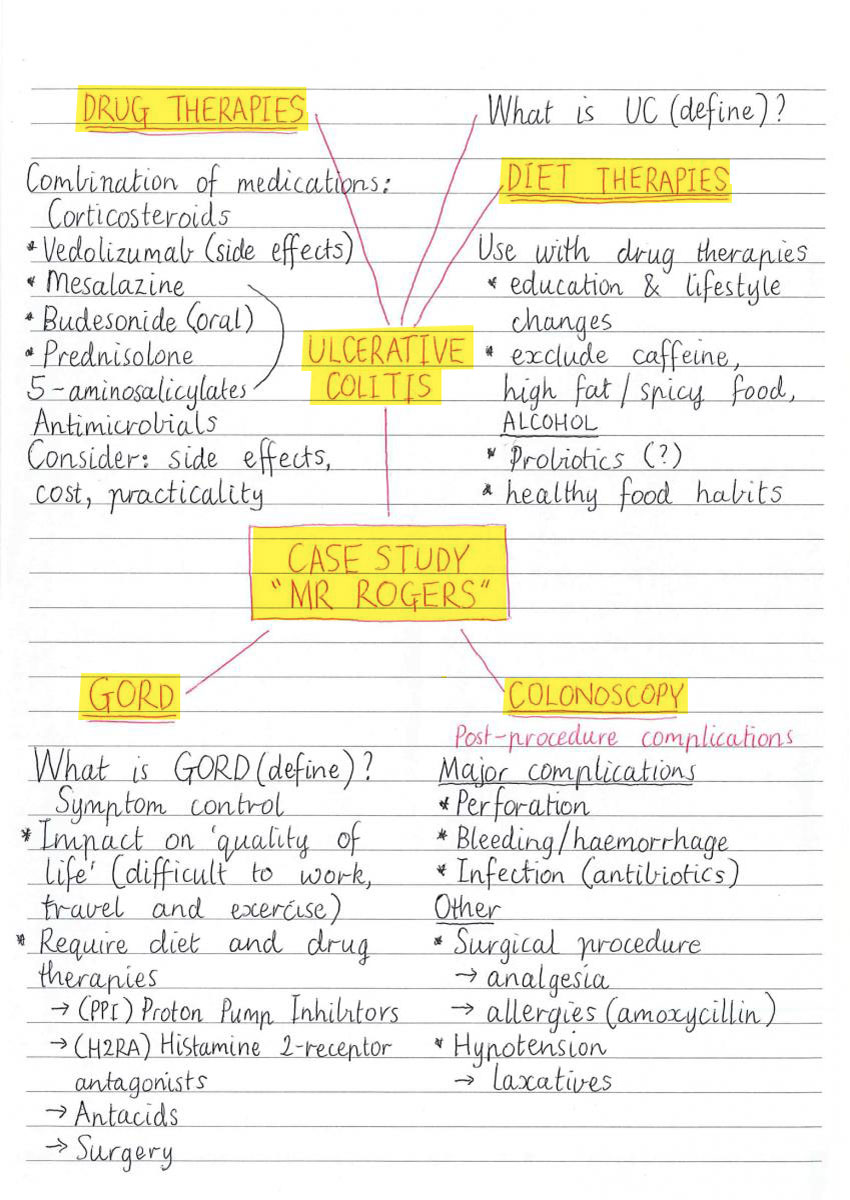 DRUG THERAPIES
Combination of medications:
Corticosteroids
* Vedolizumab (side effects)
* Mesalazine
* Budesonide (oral)
* Prednisolone
5-aminosalicylates
Antimicrobials
Consider: side effects,
cost, practicality
What is UC (define)?
DIET THERAPIES
Use with drug therapies
* education & lifestyle
changes
* exclude caffeine,
high fat / spicy food,
ALCOHOL
* Probiotics (?)
* healthy food habits
ULCERATIVE
COLITIS
CASE STUDY
"MR ROGERS"
GORD
What is GORD (define)?
Symptom control
* Impact on 'quality of
life' (difficult to work,
travel and exercise)
* Require diet and drug
therapies
→ (PPI) Proton Pump Inhibitors
→ (H2RA) Histamine 2-receptor
antagonists
→ Antacids
→ Surgery
COLONOSCOPY
Post-procedure complications
Major complications
* Perforation
* Bleeding/haemorrhage
* Infection (antibiotics)
Other
* Surgical procedure
→ analgesia
→ allergies (amoxycillin)
* Hypotension
→ laxatives